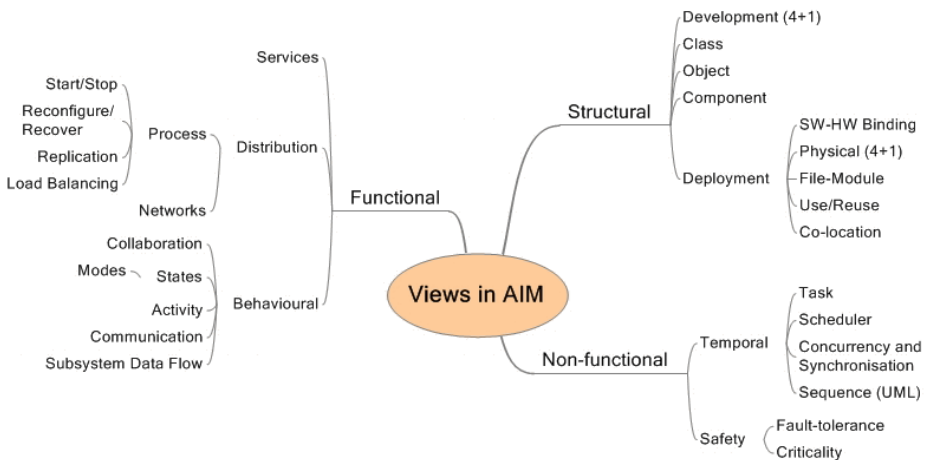 Views in AIM
Functional
Services
Distribution
Process
Start/Stop
Reconfigure/
Recover
Replication
Load Balancing
Networks
Behavioural
Collaboration
States
Modes
Activity
Communication
Subsystem Data Flow
Structural
Development (4+1)
Class
Object
Component
Deployment
SW-HW Binding
Physical (4+1)
File-Module
Use/Reuse
Co-location
Non-functional
Temporal
Task
Scheduler
Concurrency and
Synchronisation
Sequence (UML)
Safety
Fault-tolerance
Criticality